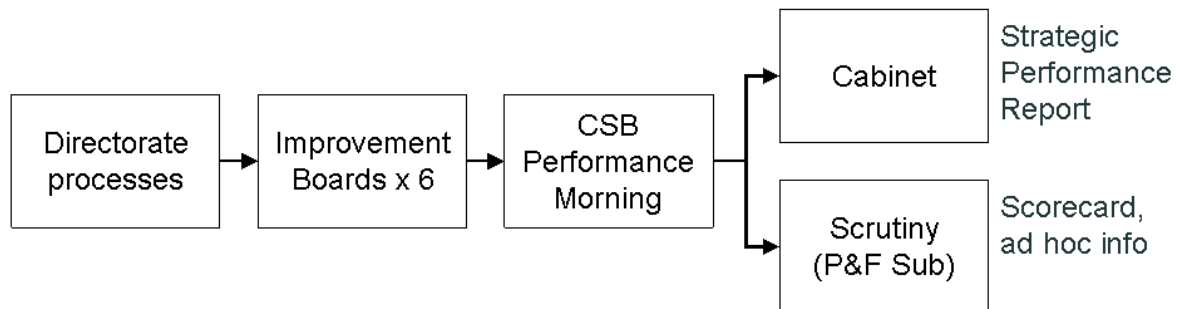 Directorate
processes
Improvement
Boards x 6
CSB
Performance
Morning
Cabinet
Strategic
Performance
Report
Scrutiny
(P&F Sub)
Scorecard,
ad hoc info